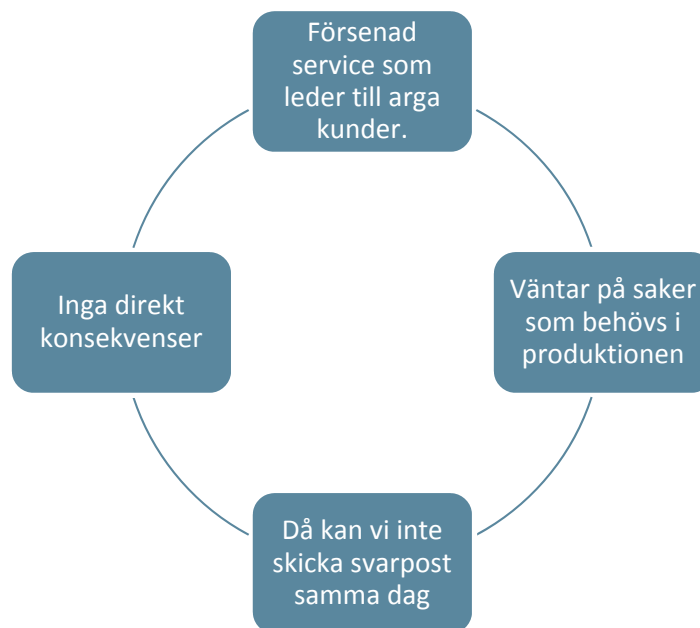 Försenad
service som
leder till arga
kunder.
Väntar på saker
som behövs i
produktionen
Då kan vi inte
skicka svarpost
samma dag
Inga direkt
konsekvenser